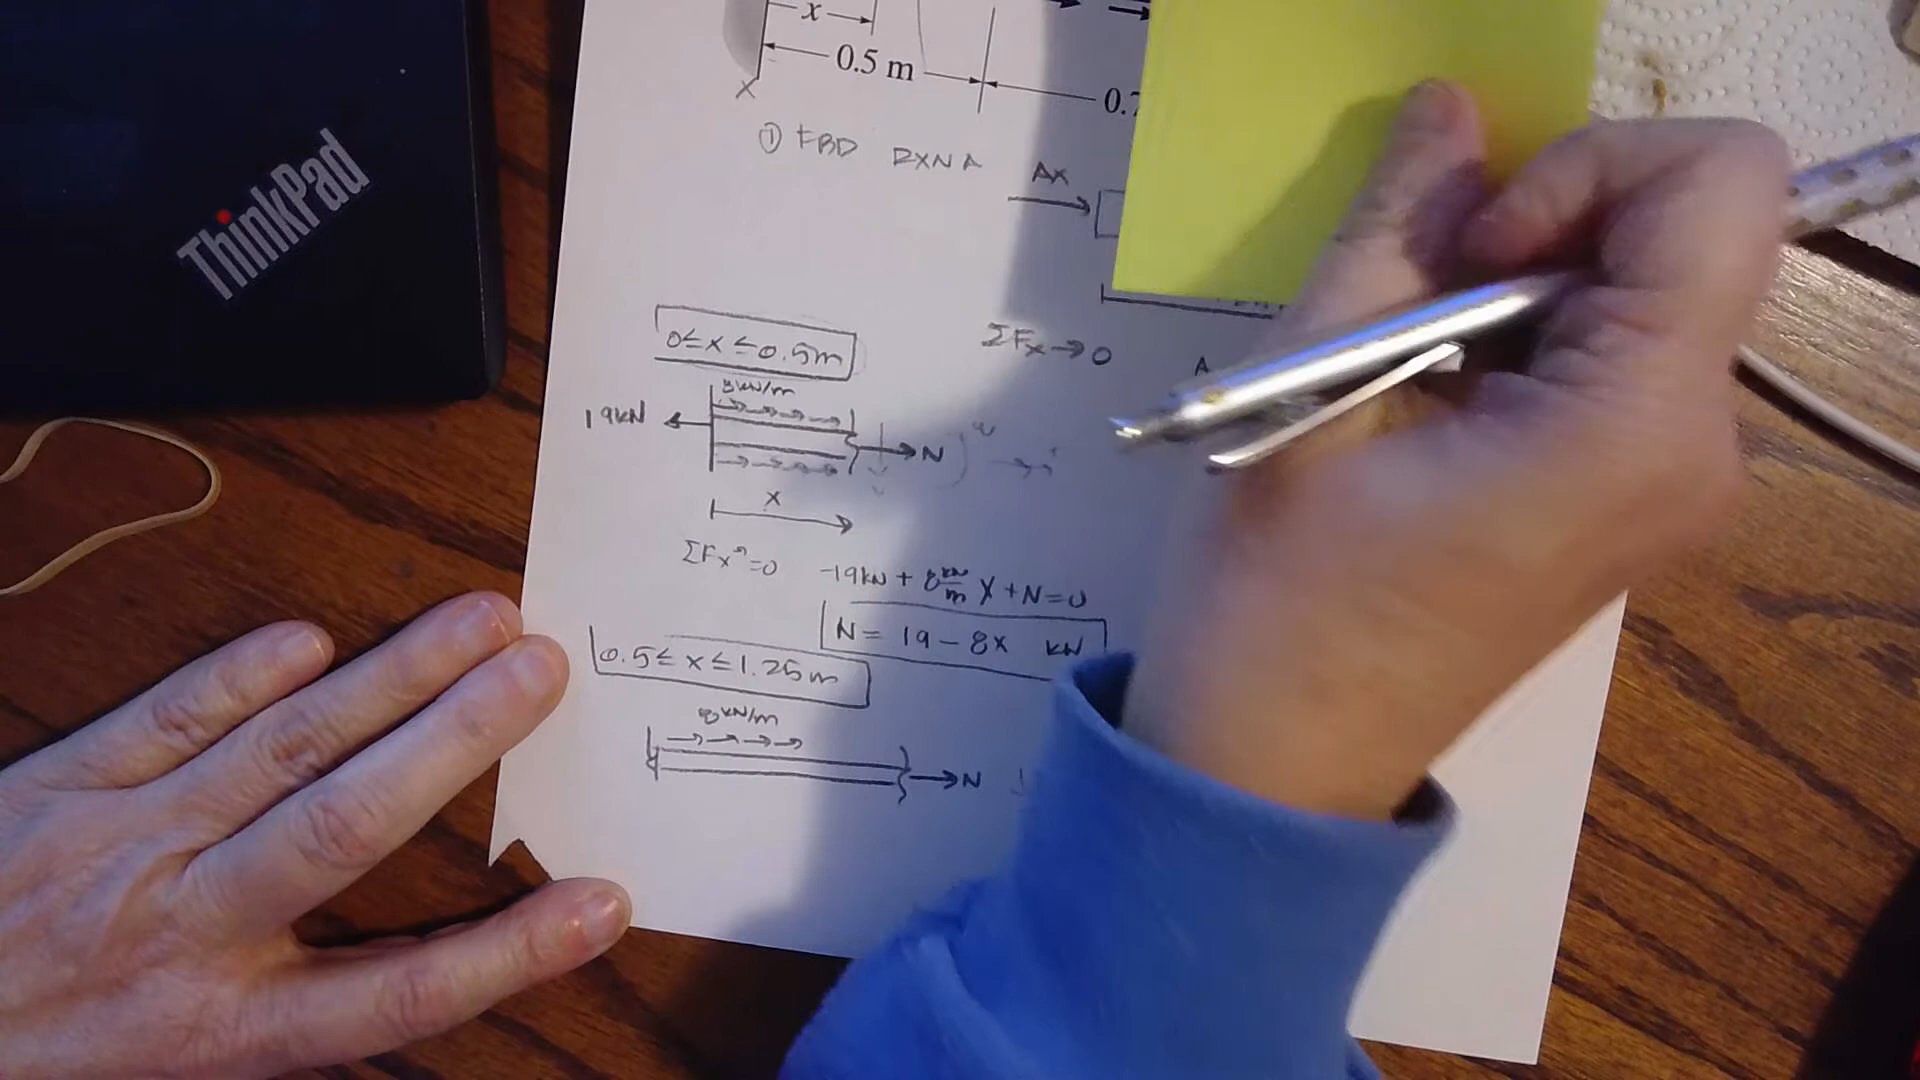 ThinkPad
x
0.5 m
0.7
X
① FBD RXN A
Ax
ΣFx→0
A
0≤x≤0.5m
8kN/m
19kN
N
x
ΣFx=0 -19kN + 8 kN/m X + N=0
N = 19 - 8x kN
0.5≤x≤1.25m
8kN/m
N